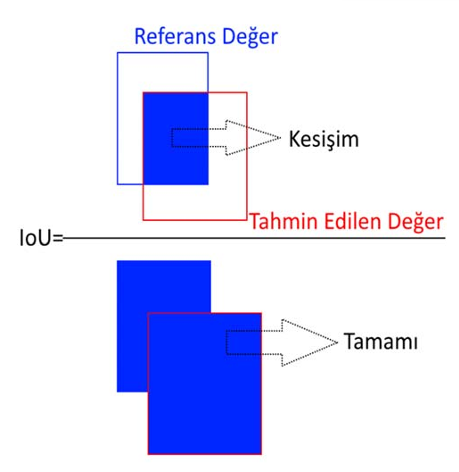 Referans Değer
Kesişim
Tahmin Edilen Değer
IoU=
Tamamı